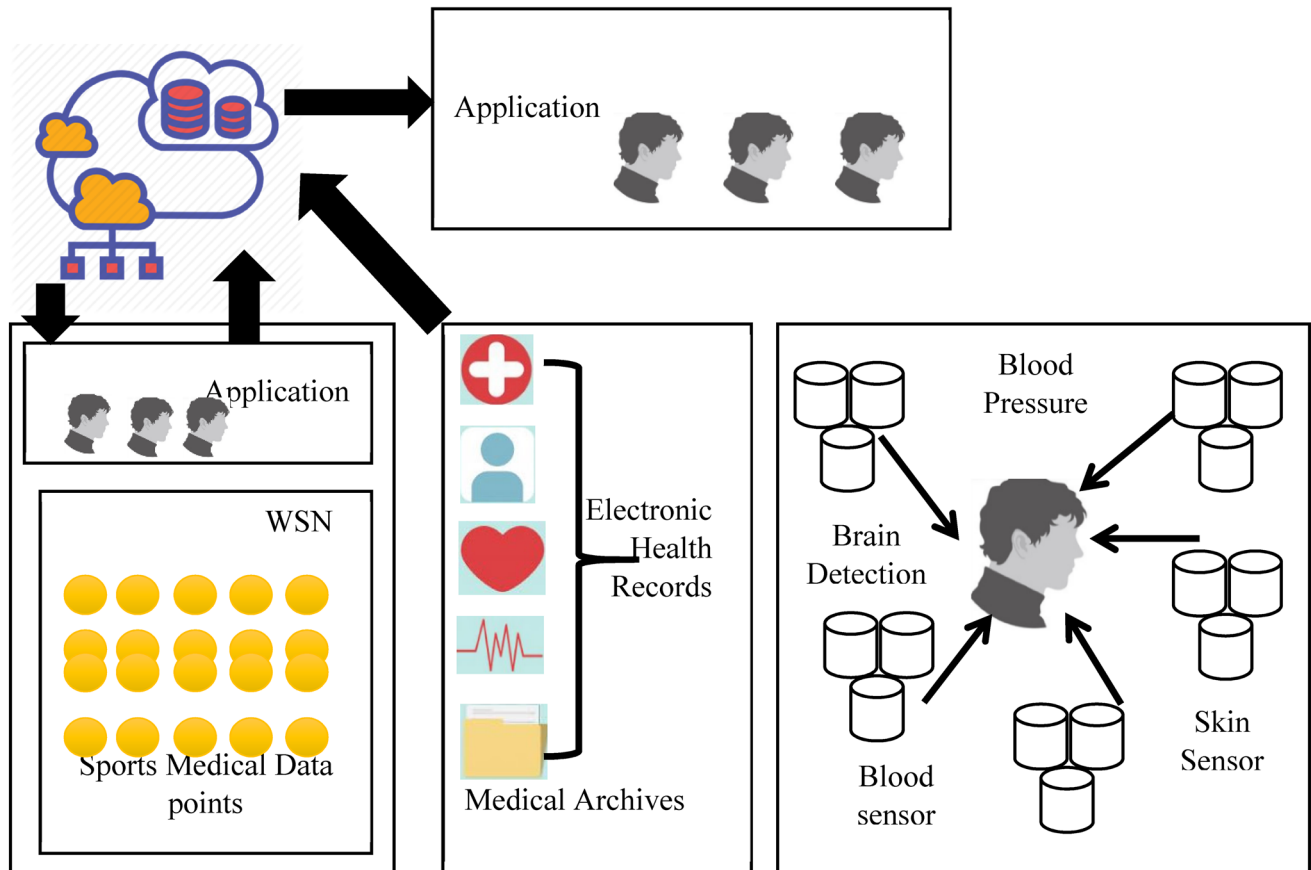 Application
Application
WSN
Sports Medical Data
points
Electronic
Health
Records
Medical Archives
Blood
Pressure
Brain
Detection
Blood
sensor
Skin
Sensor